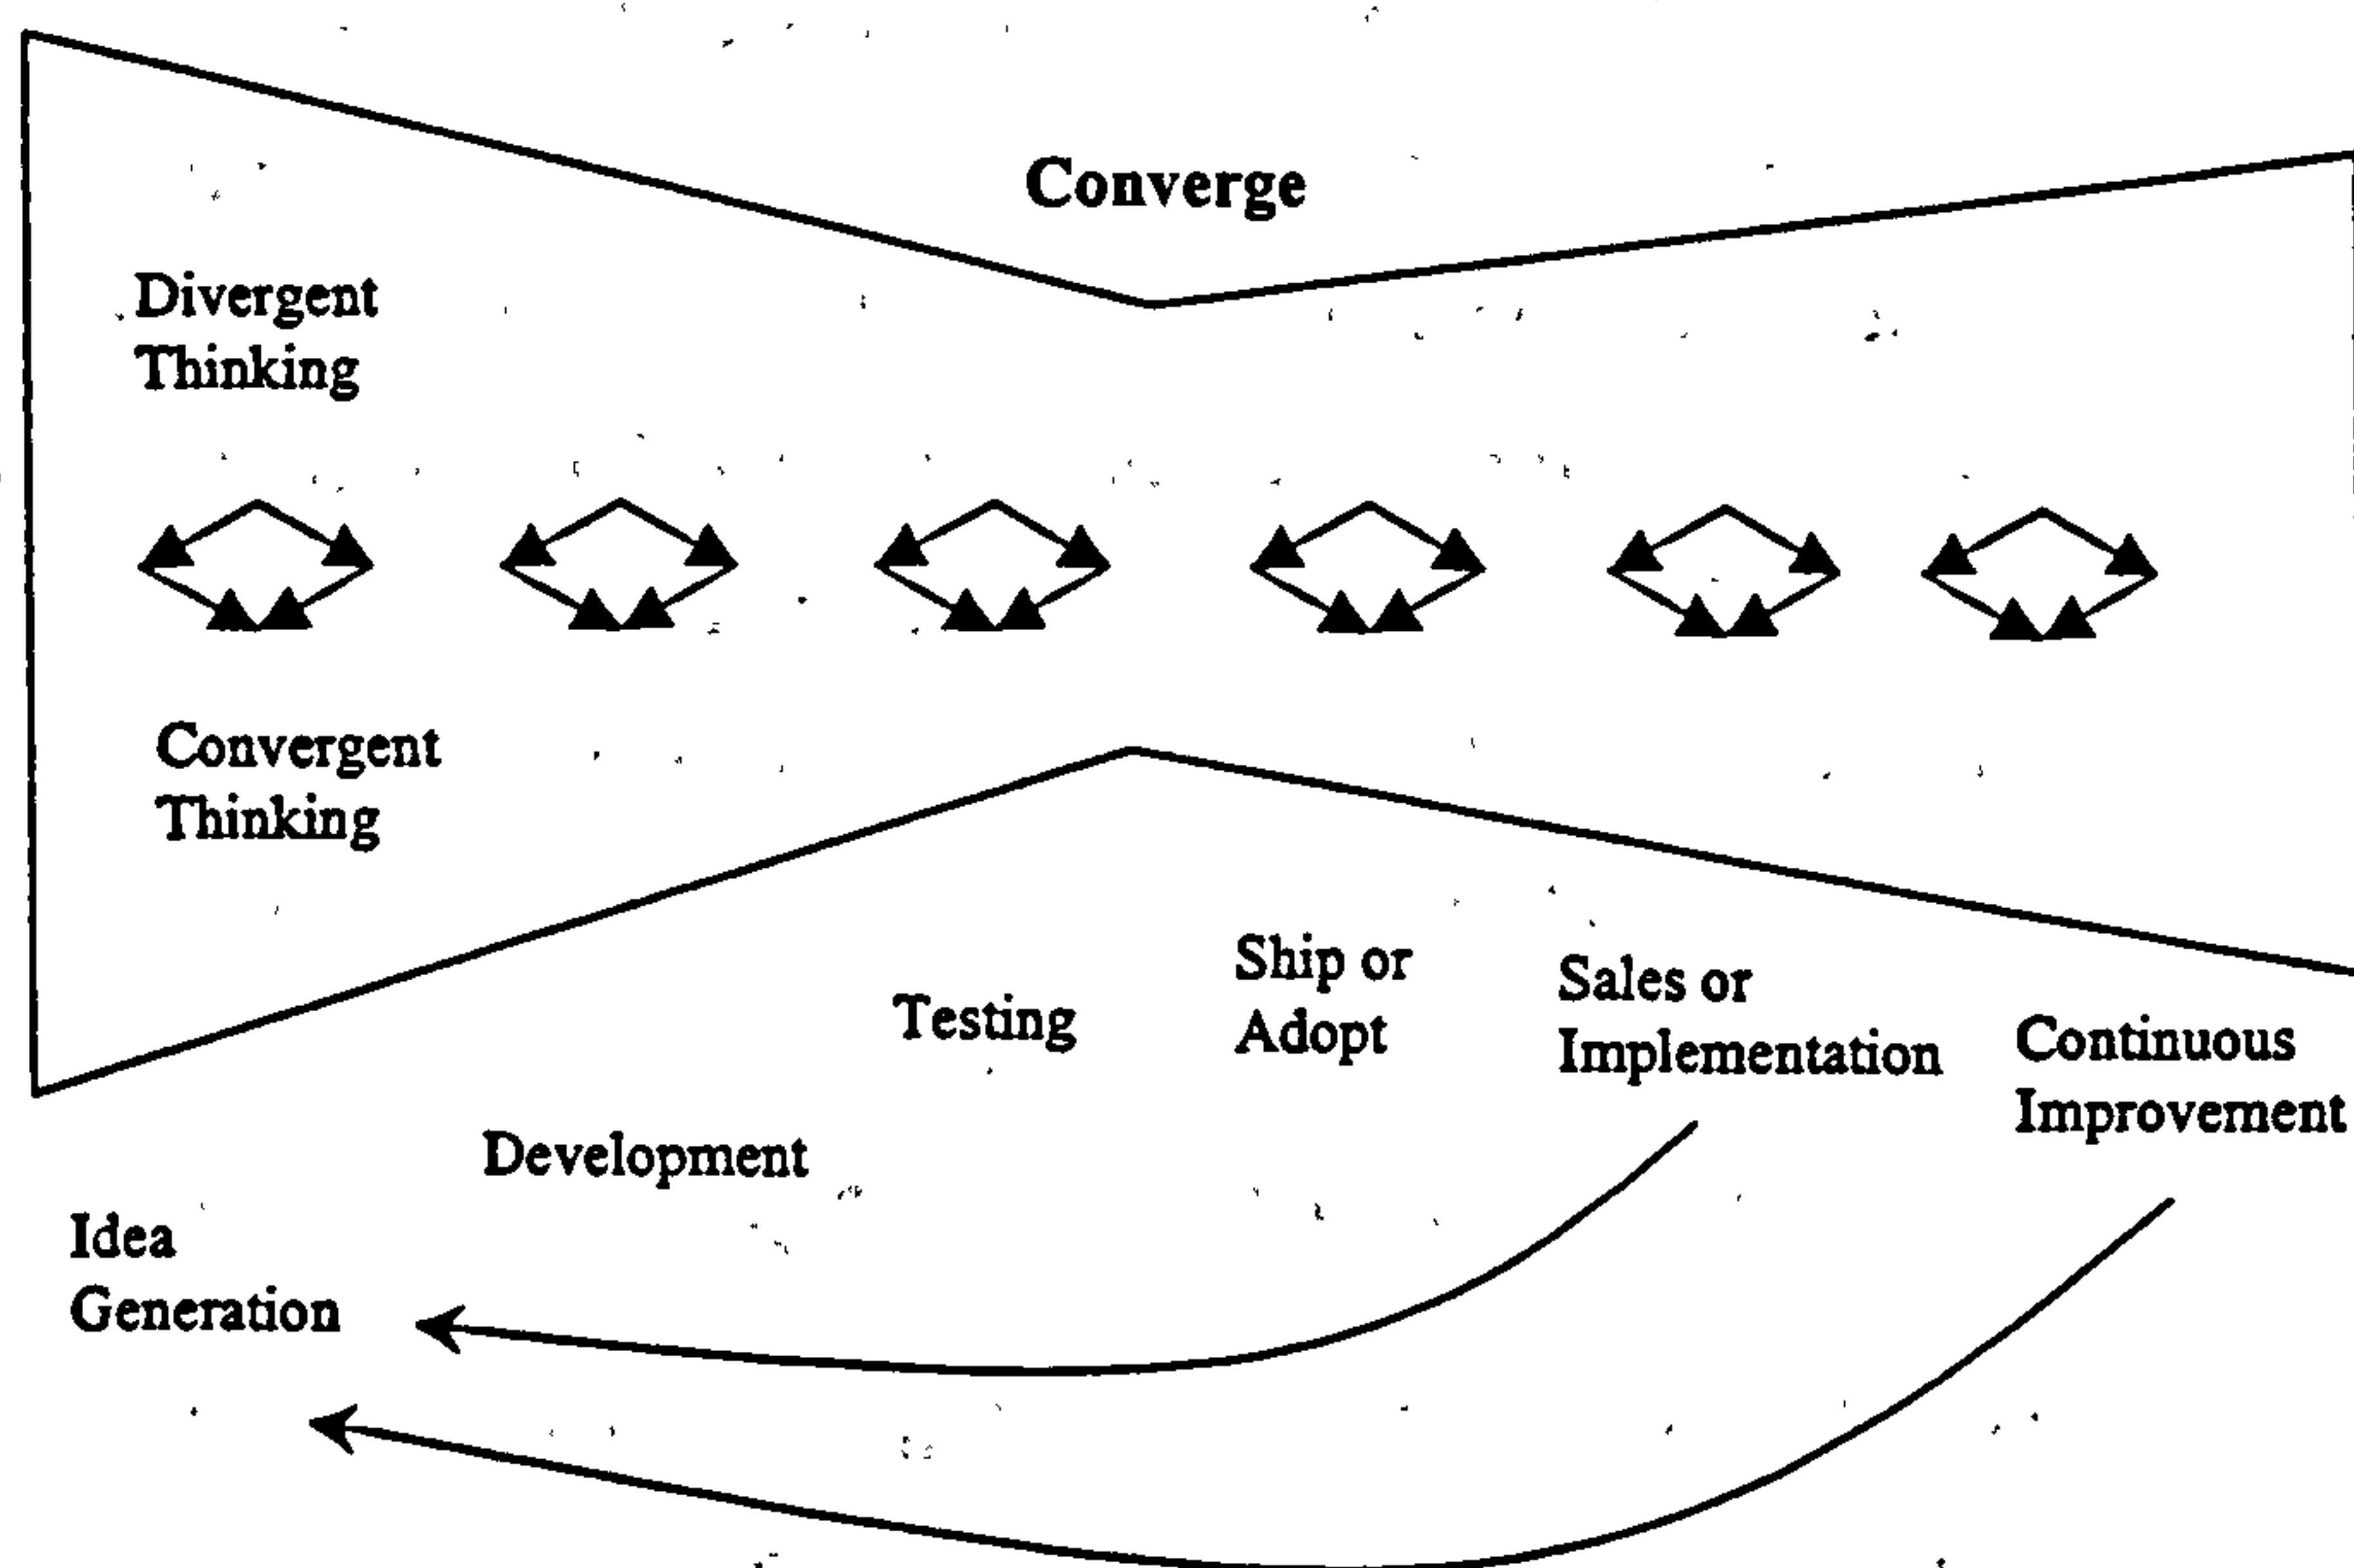 Converge
Divergent
Thinking
Convergent
Thinking
Idea
Generation
Development
Testing
Ship or
Adopt
Sales or
Implementation
Continuous
Improvement